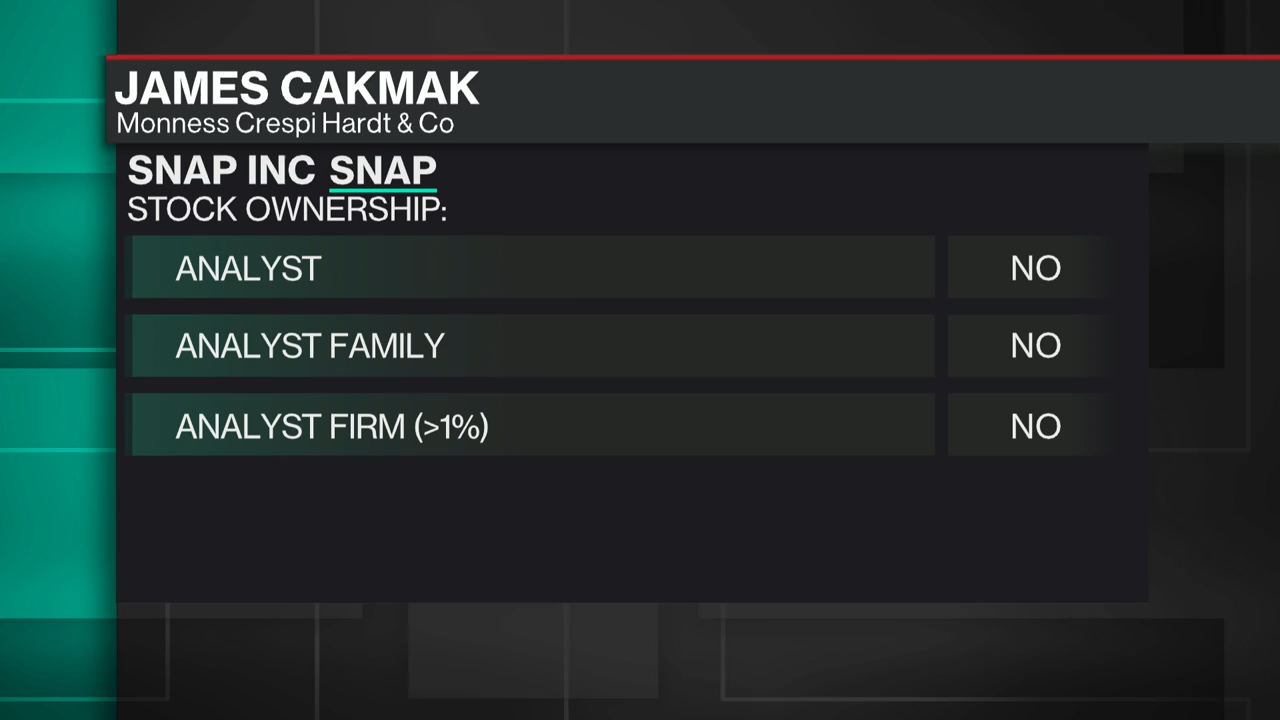 JAMES CAKMAK
Monness Crespi Hardt & Co
SNAP INC SNAP
STOCK OWNERSHIP:
ANALYST NO
ANALYST FAMILY NO
ANALYST FIRM (>1%) NO